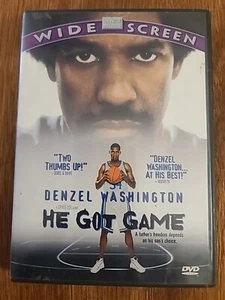 WIDE SCREEN
"TWO
THUMBS UP!"
"DENZEL
WASHINGTON
...AT HIS BEST!"
DENZEL WASHINGTON
HE GOT GAME
A father's freedom depends
on his son's choice.
DVD